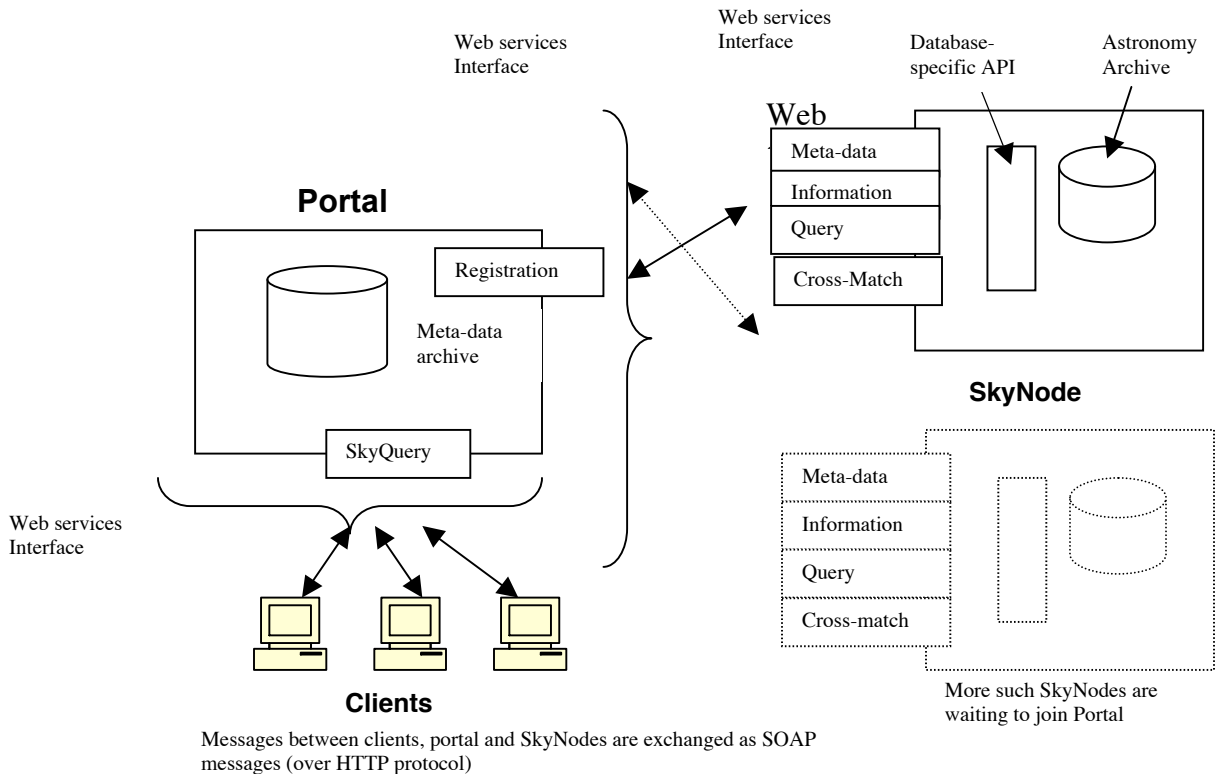 Web services
Interface
Web services
Interface
Database-
specific API
Astronomy
Archive
Web
Meta-data
Information
Query
Cross-Match
Portal
Registration
Meta-data
archive
SkyQuery
SkyNode
Meta-data
Information
Query
Cross-match
Web services
Interface
Clients
More such SkyNodes are
waiting to join Portal
Messages between clients, portal and SkyNodes are exchanged as SOAP
messages (over HTTP protocol)